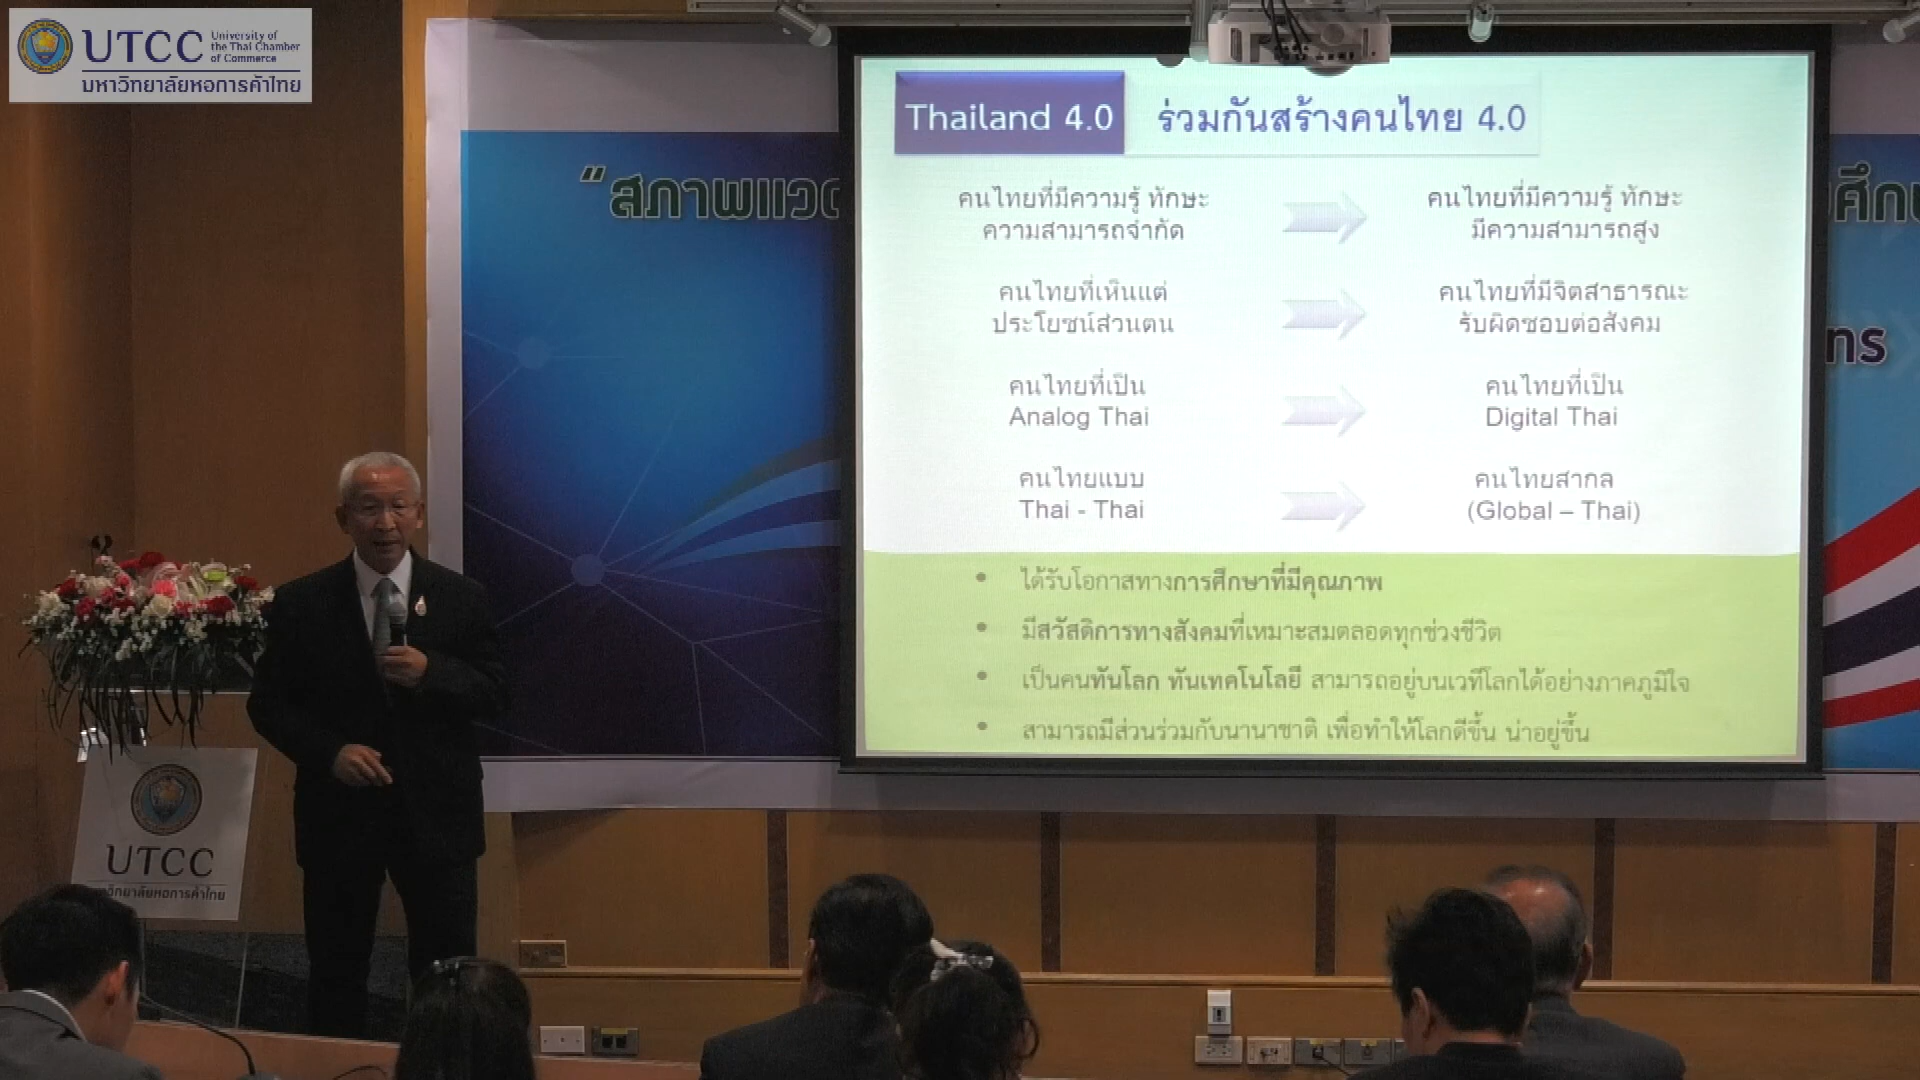 UTCC
University of
the Thai Chamber
of Commerce
มหาวิทยาลัยหอการค้าไทย
Thailand 4.0
ร่วมกันสร้างคนไทย 4.0
คนไทยที่มีความรู้ ทักษะ
ความสามารถจำกัด
คนไทยที่มีความรู้ ทักษะ
มีความสามารถสูง
คนไทยที่เห็นแต่
ประโยชน์ส่วนตน
คนไทยที่มีจิตสาธารณะ
รับผิดชอบต่อสังคม
คนไทยที่เป็น
Analog Thai
คนไทยที่เป็น
Digital Thai
คนไทยแบบ
Thai - Thai
คนไทยสากล
(Global – Thai)
• ได้รับโอกาสทางการศึกษาที่มีคุณภาพ
• มีสวัสดิการทางสังคมที่เหมาะสมตลอดทุกช่วงชีวิต
• เป็นคนทันโลก ทันเทคโนโลยี สามารถอยู่บนเวทีโลกได้อย่างภาคภูมิใจ
• สามารถมีส่วนร่วมกับนานาชาติ เพื่อทำให้โลกดีขึ้น น่าอยู่ขึ้น
“สภาพแวด
UTCC